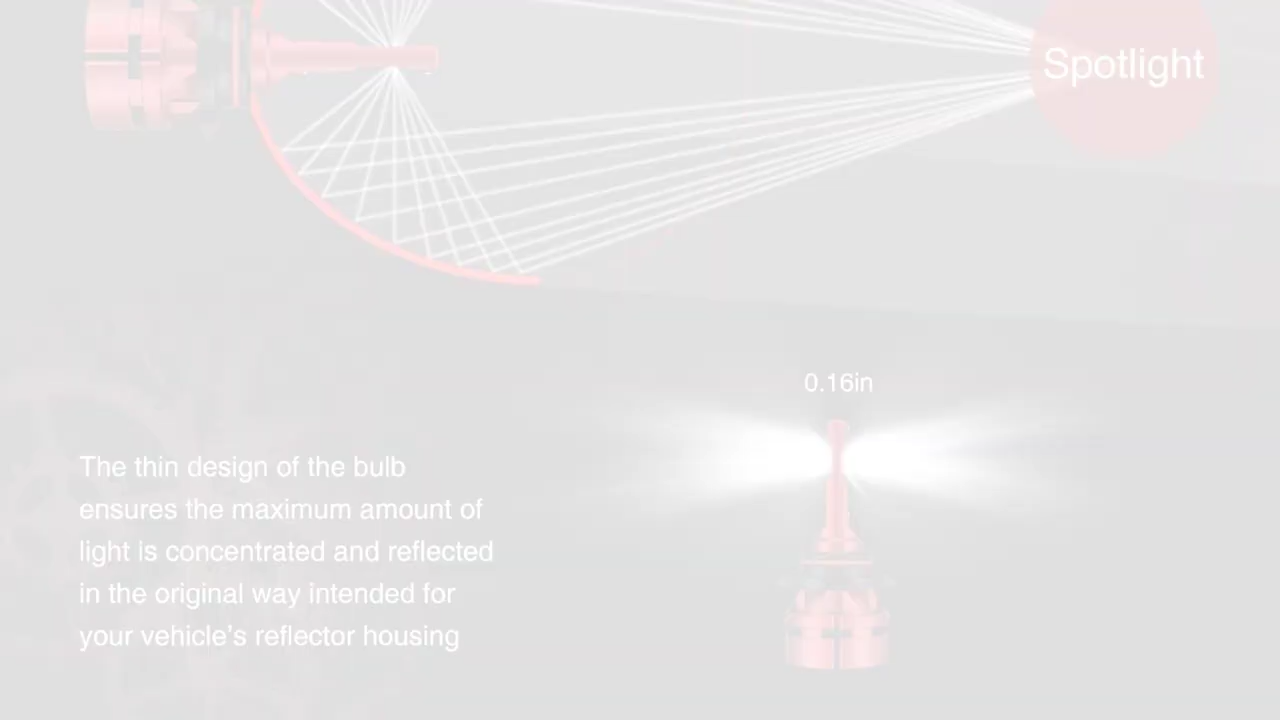 Spotlight
0.16in
The thin design of the bulb
ensures the maximum amount of
light is concentrated and reflected
in the original way intended for
your vehicle's reflector housing